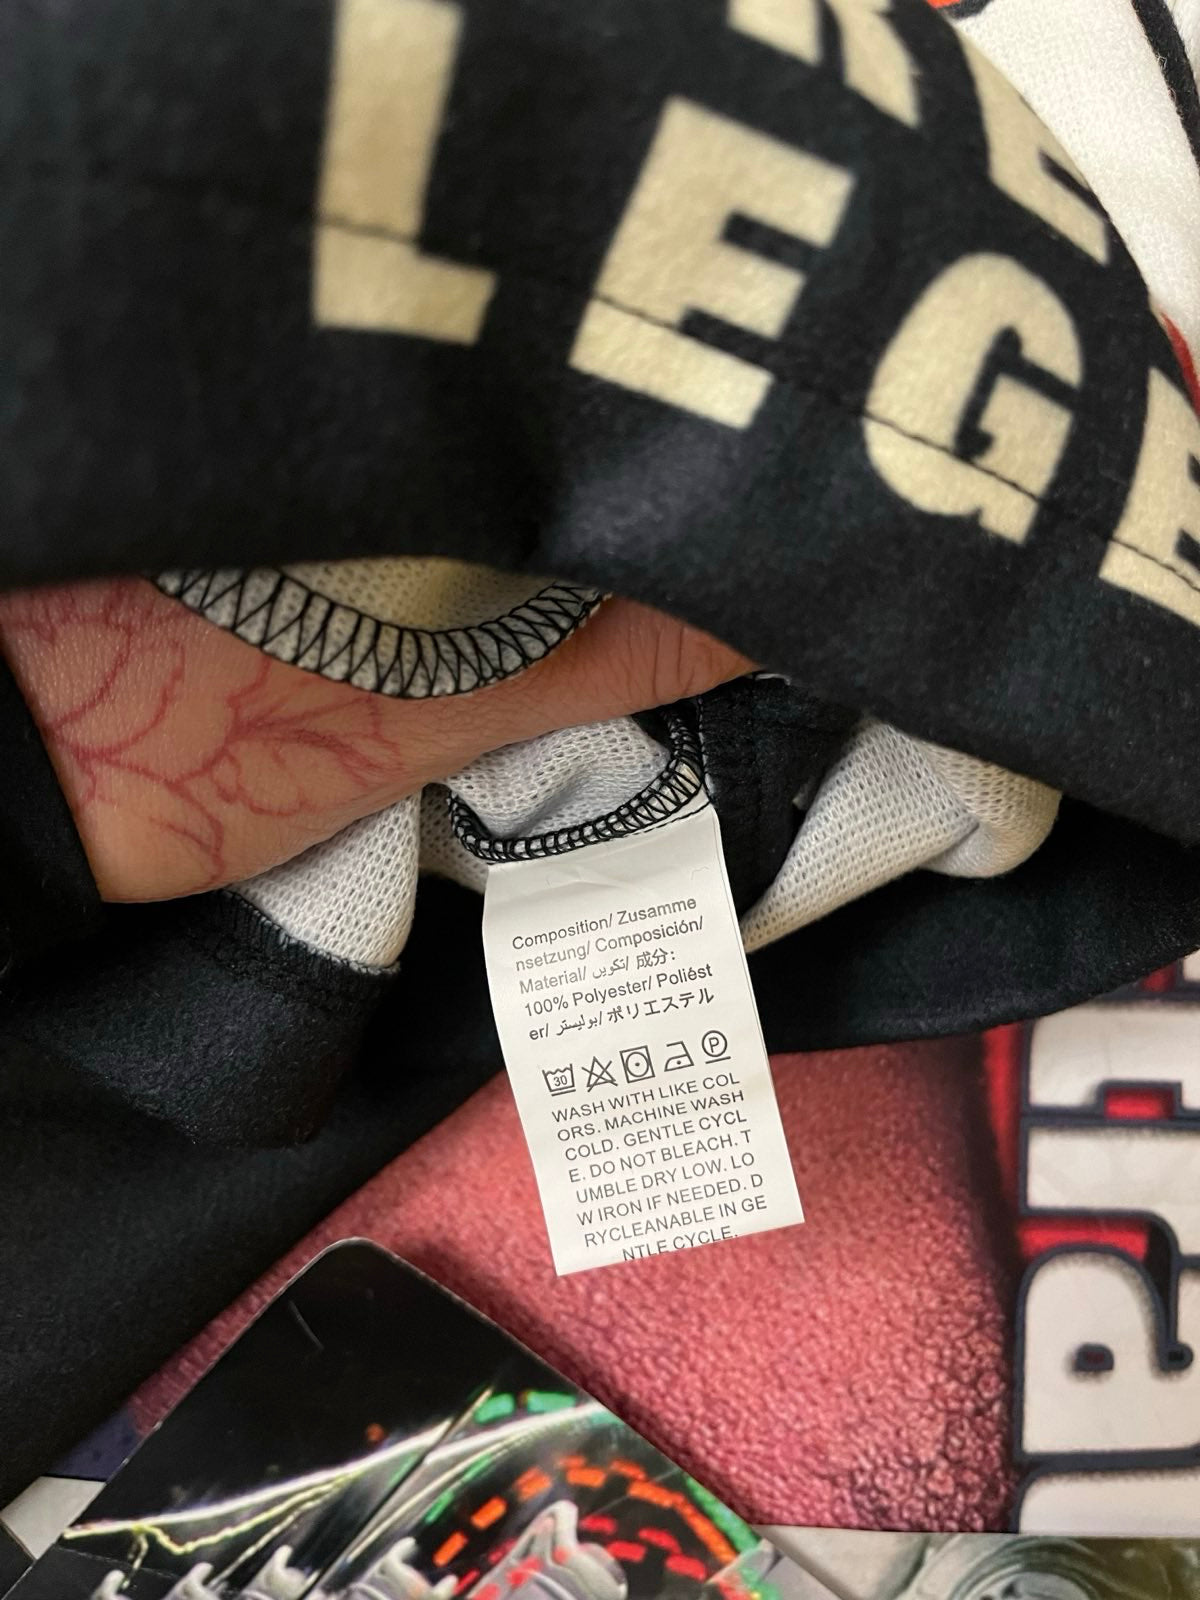 LEGE
Composition/ Zusamme
nsetzung/ Composición/
Material/ تكوين/ 成分:
100% Polyester/ Poliést
er/ بوليستر/ ポリエステル
30
P
WASH WITH LIKE COL
ORS. MACHINE WASH
COLD. GENTLE CYCL
E. DO NOT BLEACH. T
UMBLE DRY LOW. LO
W IRON IF NEEDED. D
RYCLEANABLE IN GE
NTLE CYCLE.